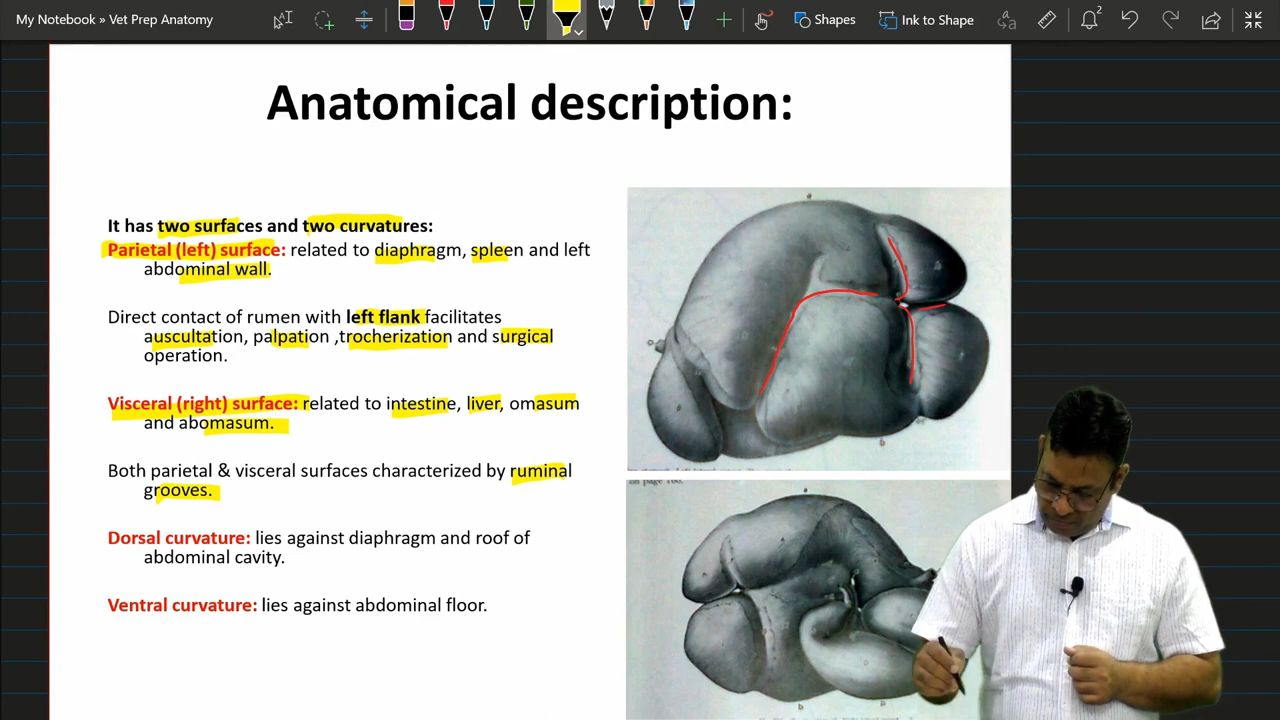 My Notebook » Vet Prep Anatomy
Shapes
Ink to Shape
2
Anatomical description:
It has two surfaces and two curvatures:
Parietal (left) surface: related to diaphragm, spleen and left
abdominal wall.
Direct contact of rumen with left flank facilitates
auscultation, palpation ,trocherization and surgical
operation.
Visceral (right) surface: related to intestine, liver, omasum
and abomasum.
Both parietal & visceral surfaces characterized by ruminal
grooves.
Dorsal curvature: lies against diaphragm and roof of
abdominal cavity.
Ventral curvature: lies against abdominal floor.
on page 166.